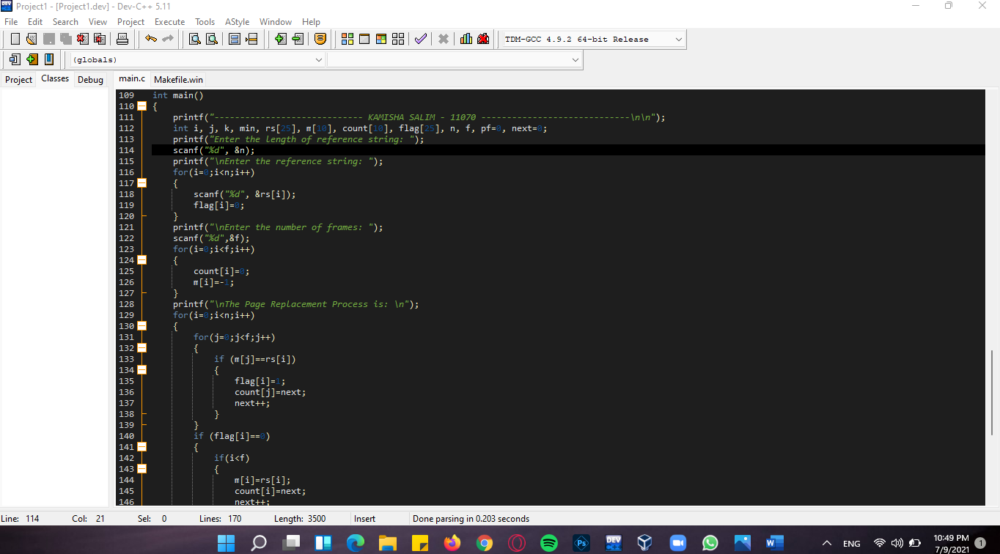 Project1 - [Project1.dev] - Dev-C++ 5.11
File Edit Search View Project Execute Tools AStyle Window Help
TDM-GCC 4.9.2 64-bit Release
(globals)
Project Classes Debug main.c Makefile.win
109 int main()
110 {
111 printf("----------------------------- KAMISHA SALIM - 11070 -----------------------------\n\n");
112 int i, j, k, min, rs[25], m[10], count[10], flag[25], n, f, pf=0, next=0;
113 printf("Enter the length of reference string: ");
114 scanf("%d", &n);
115 printf("\nEnter the reference string: ");
116 for(i=0;i<n;i++)
117 {
118 scanf("%d", &rs[i]);
119 flag[i]=0;
120 }
121 printf("\nEnter the number of frames: ");
122 scanf("%d",&f);
123 for(i=0;i<f;i++)
124 {
125 count[i]=0;
126 m[i]=-1;
127 }
128 printf("\nThe Page Replacement Process is: \n");
129 for(i=0;i<n;i++)
130 {
131 for(j=0;j<f;j++)
132 {
133 if (m[j]==rs[i])
134 {
135 flag[i]=1;
136 count[j]=next;
137 next++;
138 }
139 }
140 if (flag[i]==0)
141 {
142 if(i<f)
143 {
144 m[i]=rs[i];
145 count[i]=next;
146 next++;
Line: 114 Col: 21 Sel: 0 Lines: 170 Length: 3500 Insert Done parsing in 0.203 seconds
DEV
Ps
W
ENG
10:49 PM
7/9/2021
1